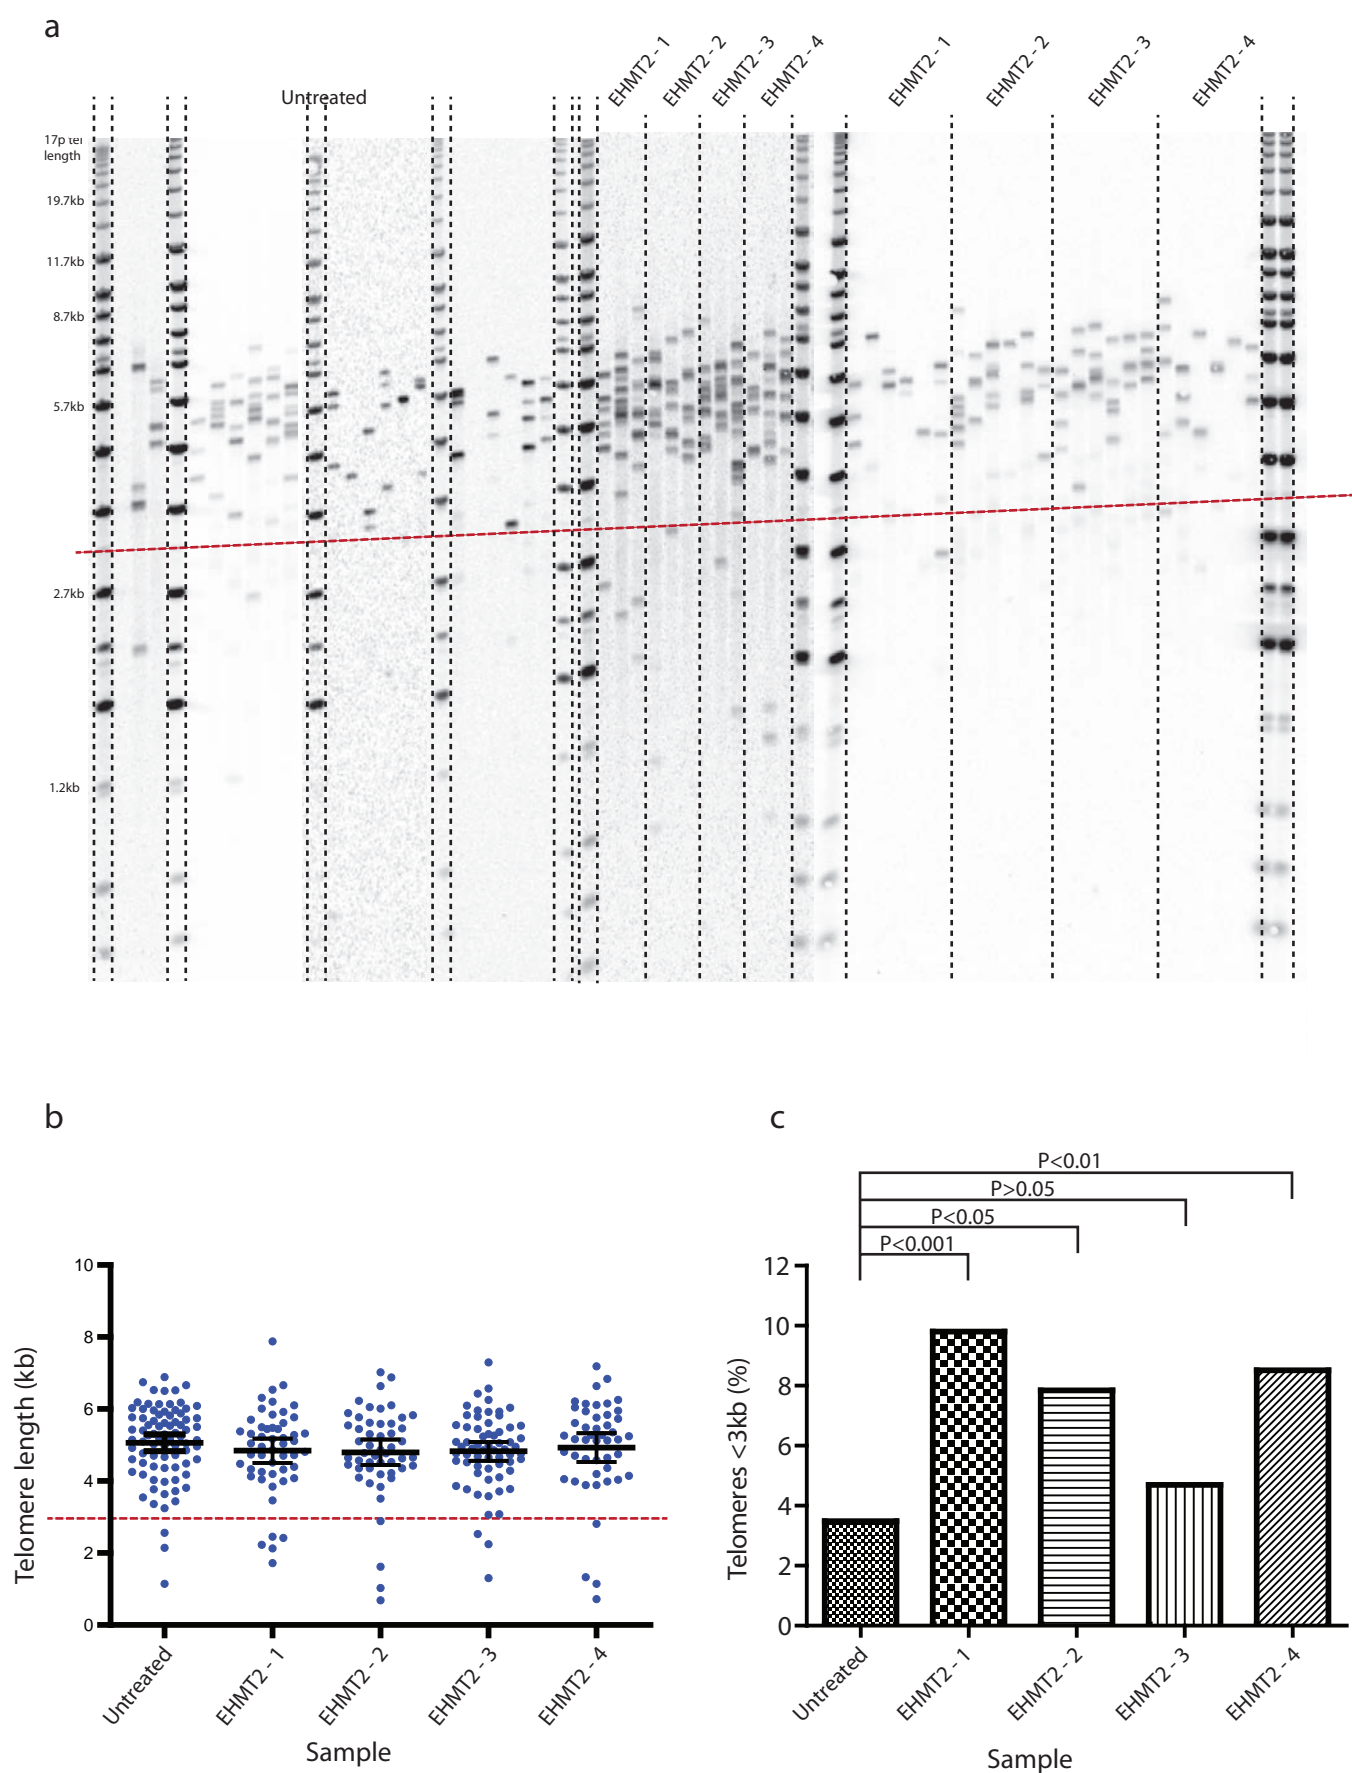 a
EHMT2 - 1
EHMT2 - 2
EHMT2 - 3
EHMT2 - 4
EHMT2 - 1
EHMT2 - 2
EHMT2 - 3
EHMT2 - 4
Untreated
17p tel
length
19.7kb
11.7kb
8.7kb
5.7kb
2.7kb
1.2kb
b
Telomere length (kb)
10
8
6
4
2
0
Untreated
EHMT2 - 1
EHMT2 - 2
EHMT2 - 3
EHMT2 - 4
Sample
c
P<0.01
P>0.05
P<0.05
P<0.001
Telomeres <3kb (%)
12
10
8
6
4
2
0
Untreated
EHMT2 - 1
EHMT2 - 2
EHMT2 - 3
EHMT2 - 4
Sample